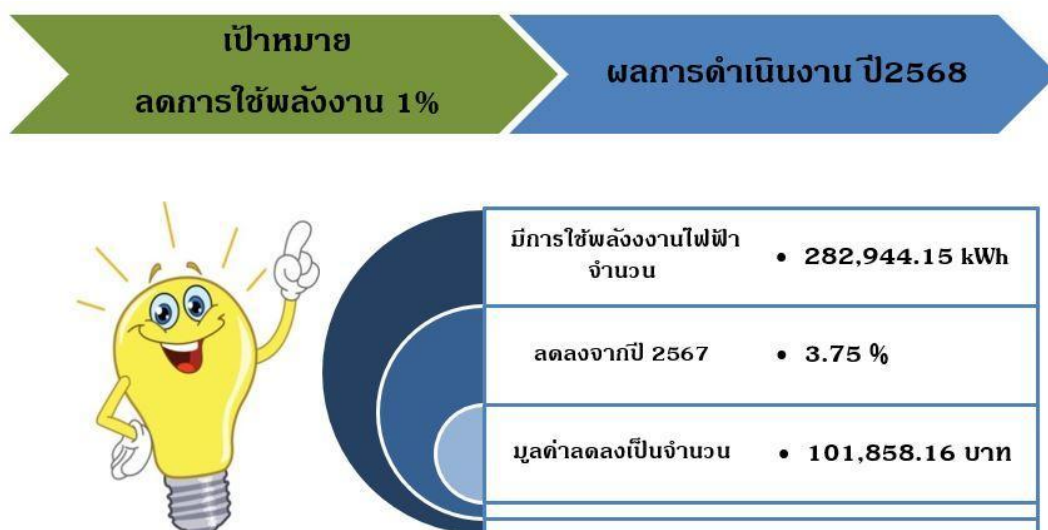 เป้าหมาย
ลดการใช้พลังงาน 1%
ผลการดำเนินงาน ปี2568
มีการใช้พลังงงานไฟฟ้า
จำนวน
• 282,944.15 kWh
ลดลงจากปี 2567
• 3.75 %
มูลค่าลดลงเป็นจำนวน
• 101,858.16 บาท